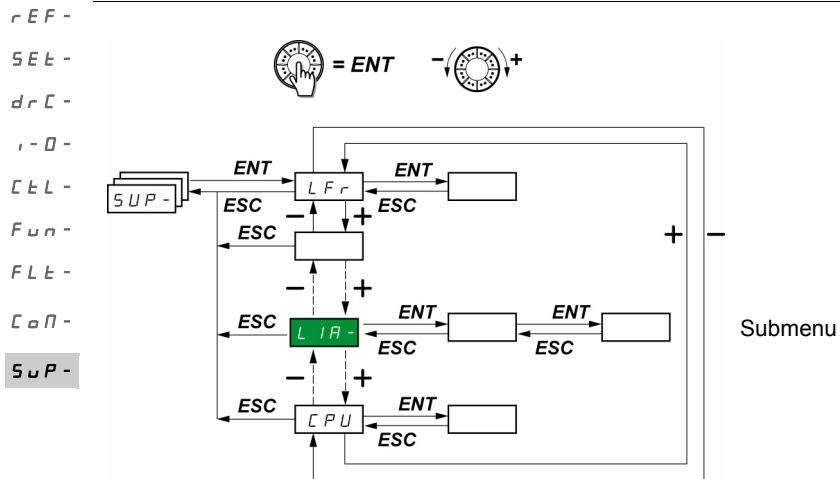 rEF-
SEt-
drC-
I-O-
CtL-
Fun-
FLt-
CoM-
SuP-
= ENT
- +
SUP-
ENT
ESC
LFr
ENT
ESC
- +
ESC
+ -
- +
ESC
LIA-
ENT
ESC
ENT
ESC
Submenu
- +
ESC
CPU
ENT
ESC